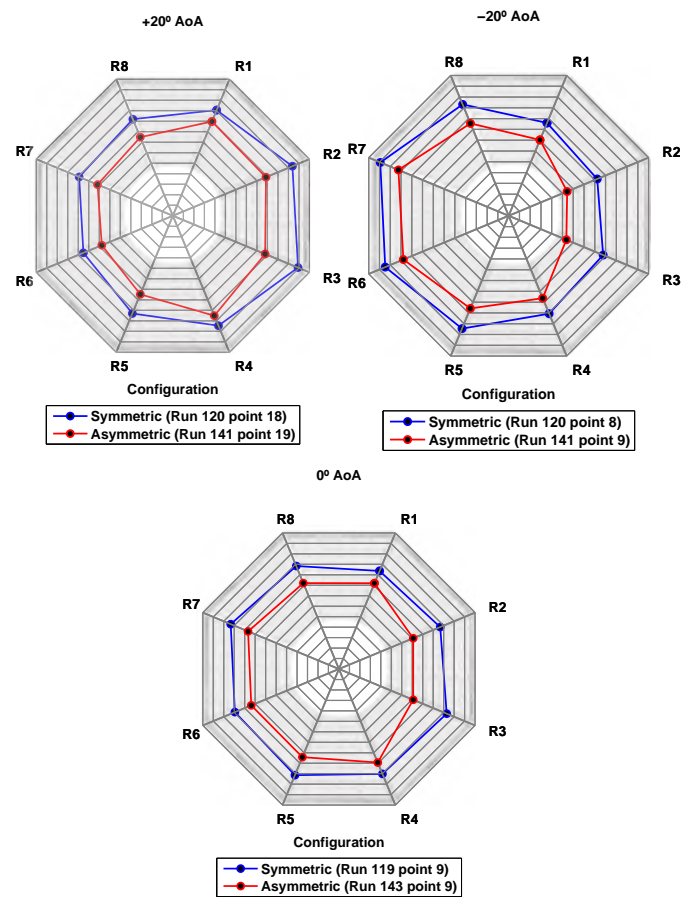 +20º AoA
R8 R1
R7 R2
R6 R3
R5 R4
Configuration
Symmetric (Run 120 point 18)
Asymmetric (Run 141 point 19)
−20º AoA
R8 R1
R7 R2
R6 R3
R5 R4
Configuration
Symmetric (Run 120 point 8)
Asymmetric (Run 141 point 9)
0º AoA
R8 R1
R7 R2
R6 R3
R5 R4
Configuration
Symmetric (Run 119 point 9)
Asymmetric (Run 143 point 9)